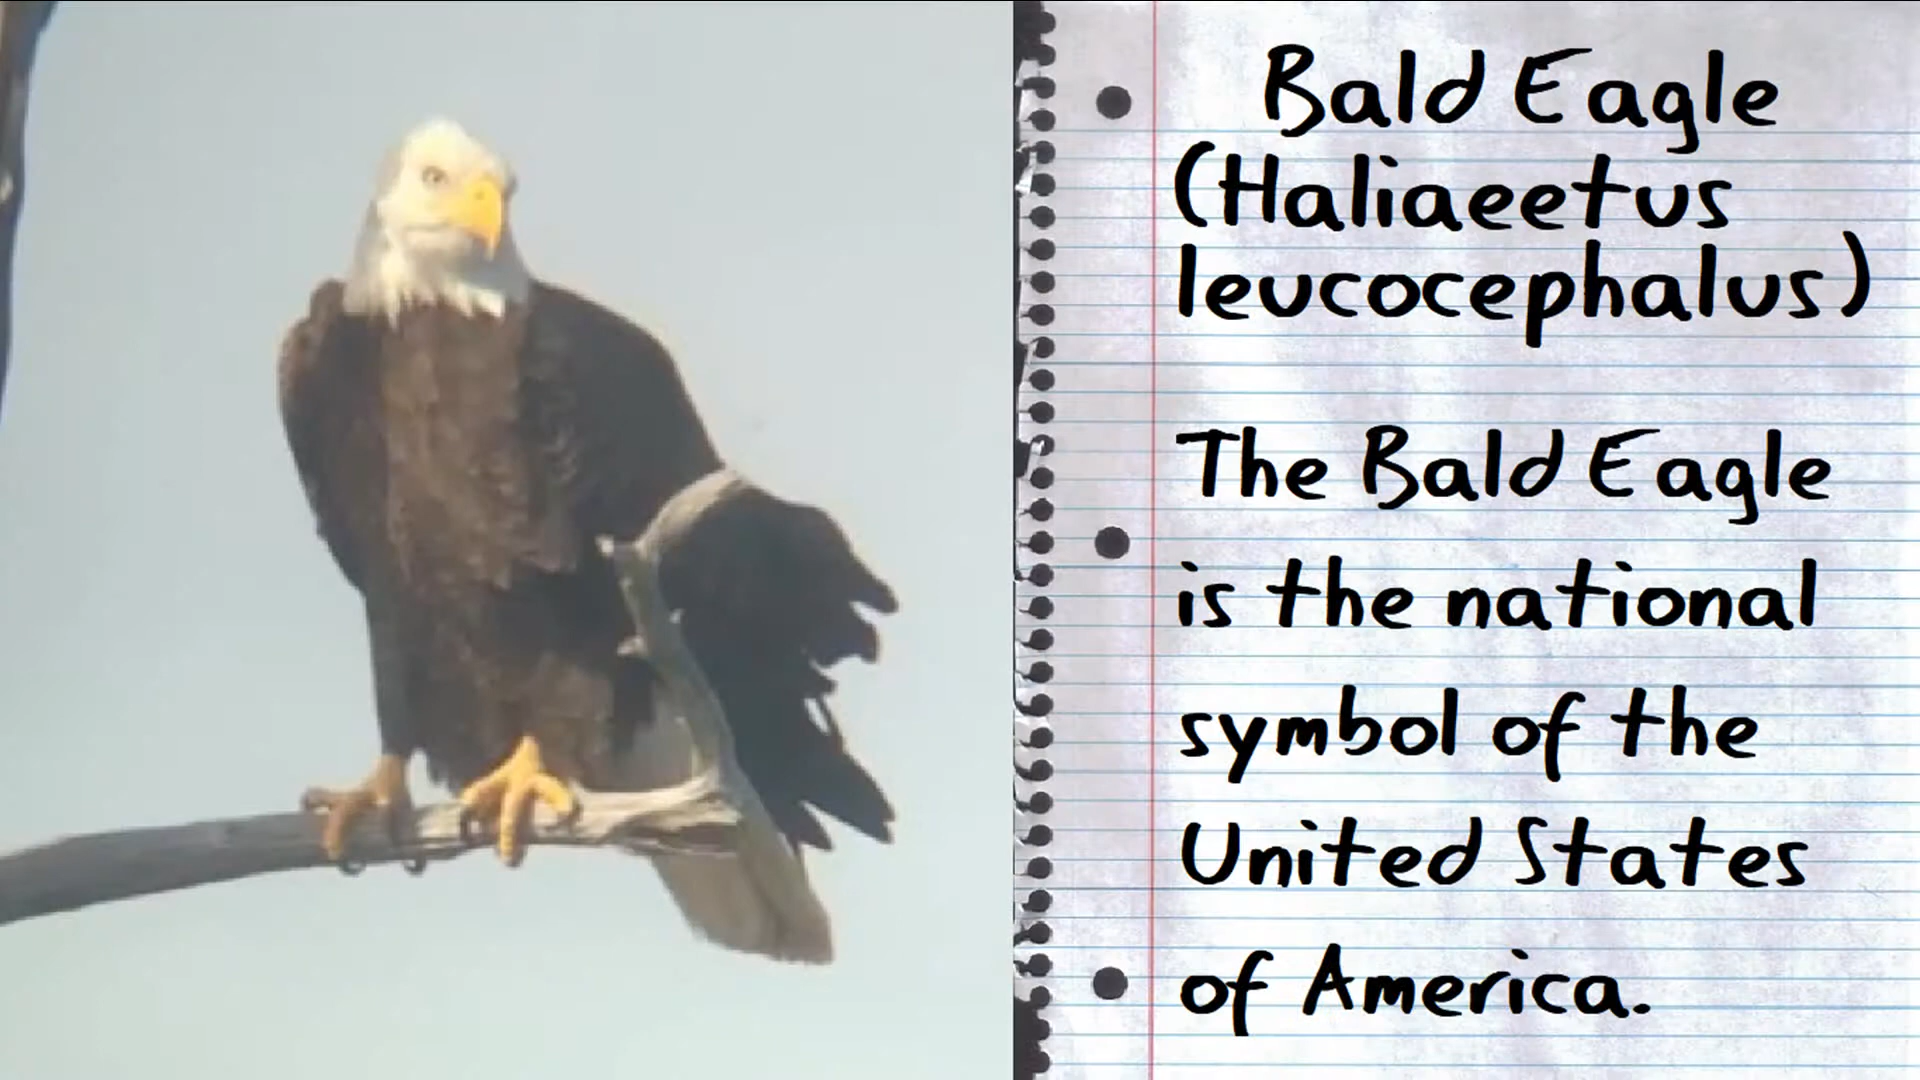 Bald Eagle
(Haliaeetus
leucocephalus)
The Bald Eagle
is the national
symbol of the
United States
of America.